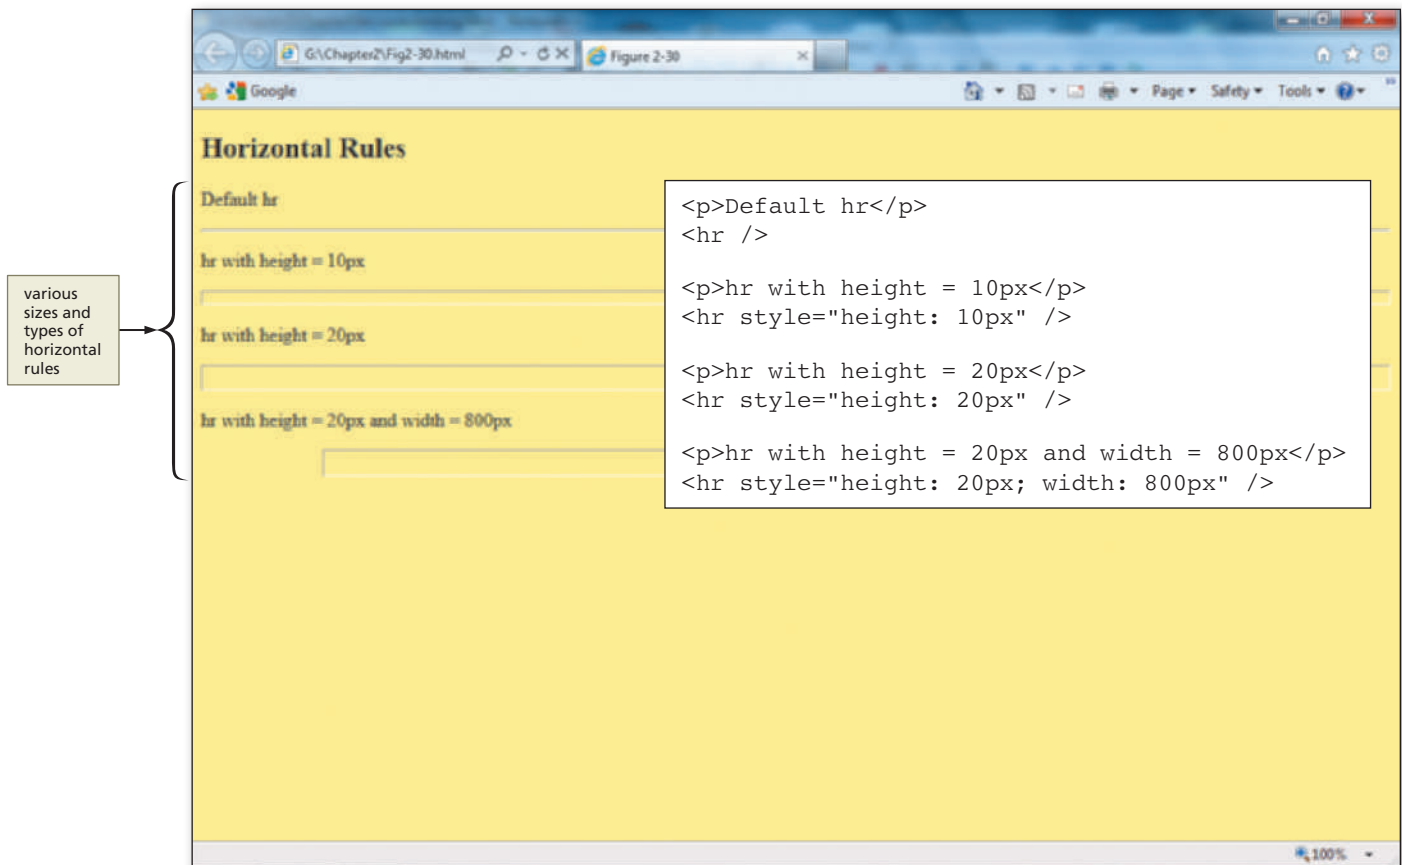 G:\Chapter2\Fig2-30.html
Figure 2-30
Google
Page
Safety
Tools
Horizontal Rules
Default hr
hr with height = 10px
hr with height = 20px
hr with height = 20px and width = 800px
<p>Default hr</p>
<hr />
<p>hr with height = 10px</p>
<hr style="height: 10px" />
<p>hr with height = 20px</p>
<hr style="height: 20px" />
<p>hr with height = 20px and width = 800px</p>
<hr style="height: 20px; width: 800px" />
various
sizes and
types of
horizontal
rules
100%